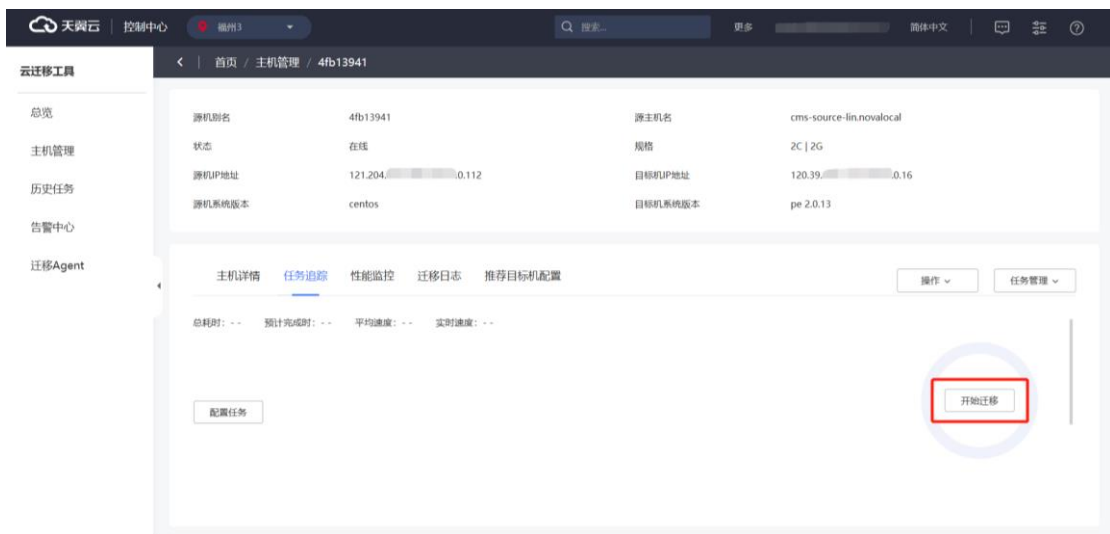 天翼云 | 控制中心 福州3 搜索... 更多 简体中文
云迁移工具
首页 / 主机管理 / 4fb13941
总览
主机管理
历史任务
告警中心
迁移Agent
源机别名 4fb13941 源主机名 cms-source-lin.novalocal
状态 在线 规格 2C | 2G
源机IP地址 121.204. .0.112 目标机IP地址 120.39. .0.16
源机系统版本 centos 目标机系统版本 pe 2.0.13
主机详情 任务追踪 性能监控 迁移日志 推荐目标机配置 操作 任务管理
总耗时：- - 预计完成时：- - 平均速度：- - 实时速度：- -
开始迁移
配置任务